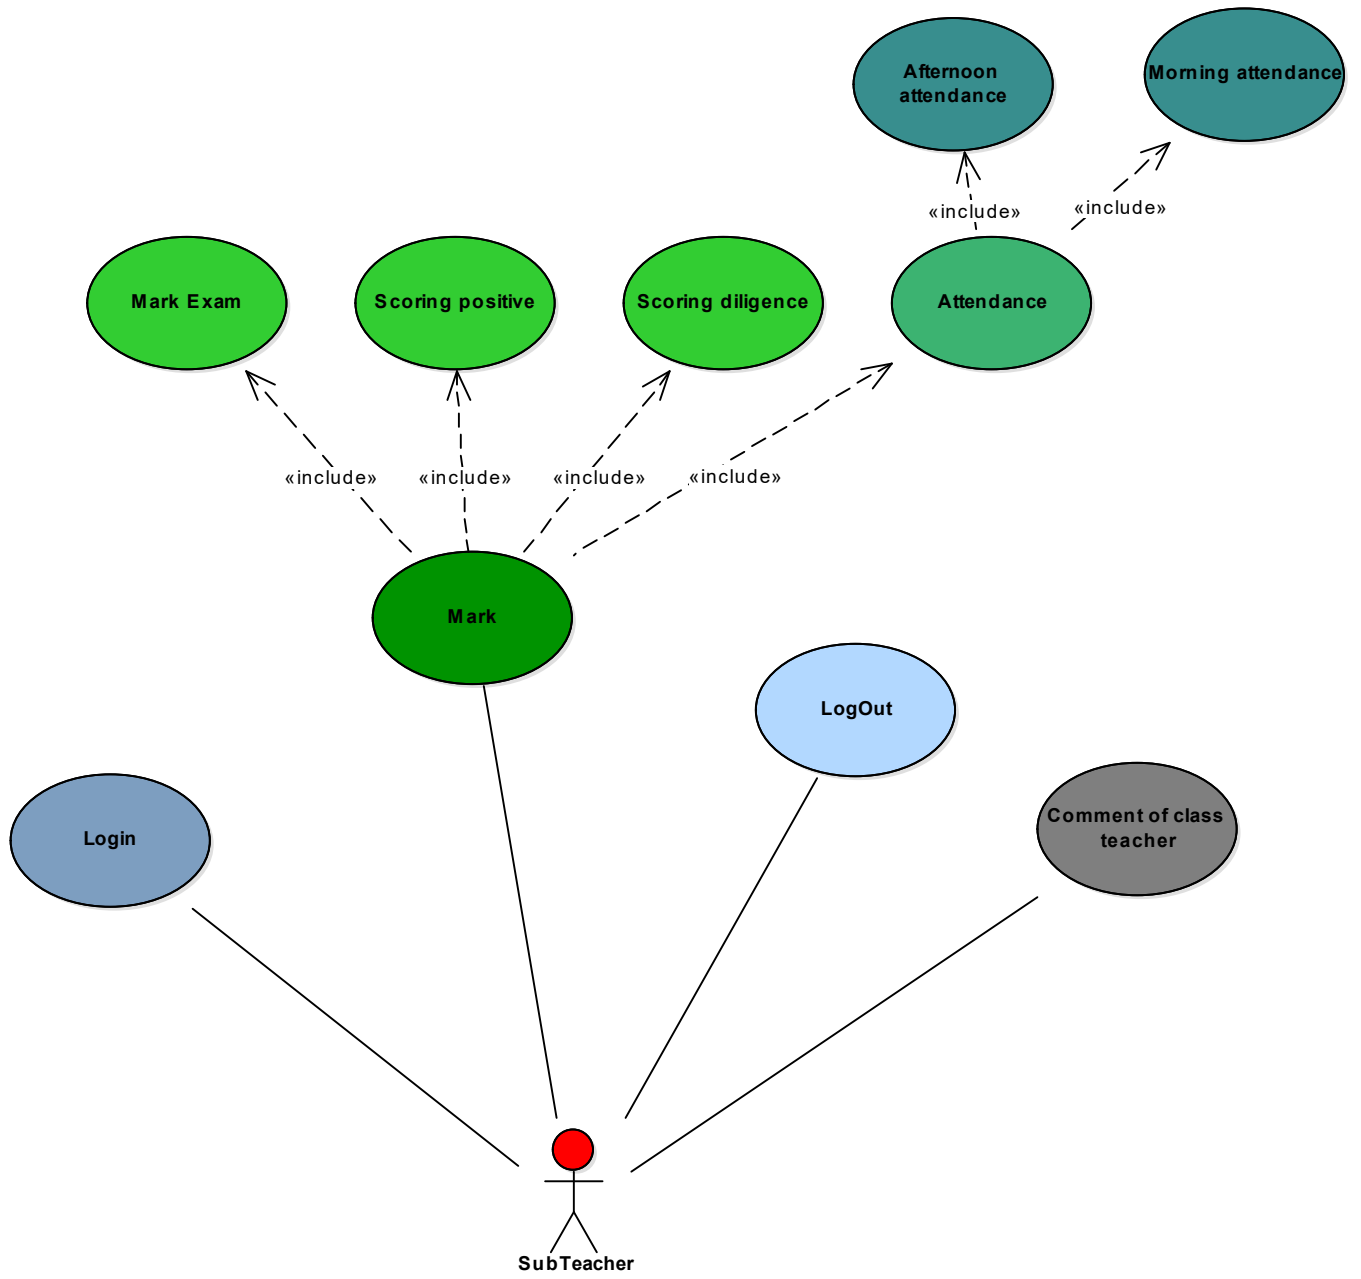 Afternoon
attendance
Morning attendance
«include»
«include»
Mark Exam
Scoring positive
Scoring diligence
Attendance
«include»
«include»
«include»
«include»
Mark
LogOut
Login
Comment of class
teacher
SubTeacher